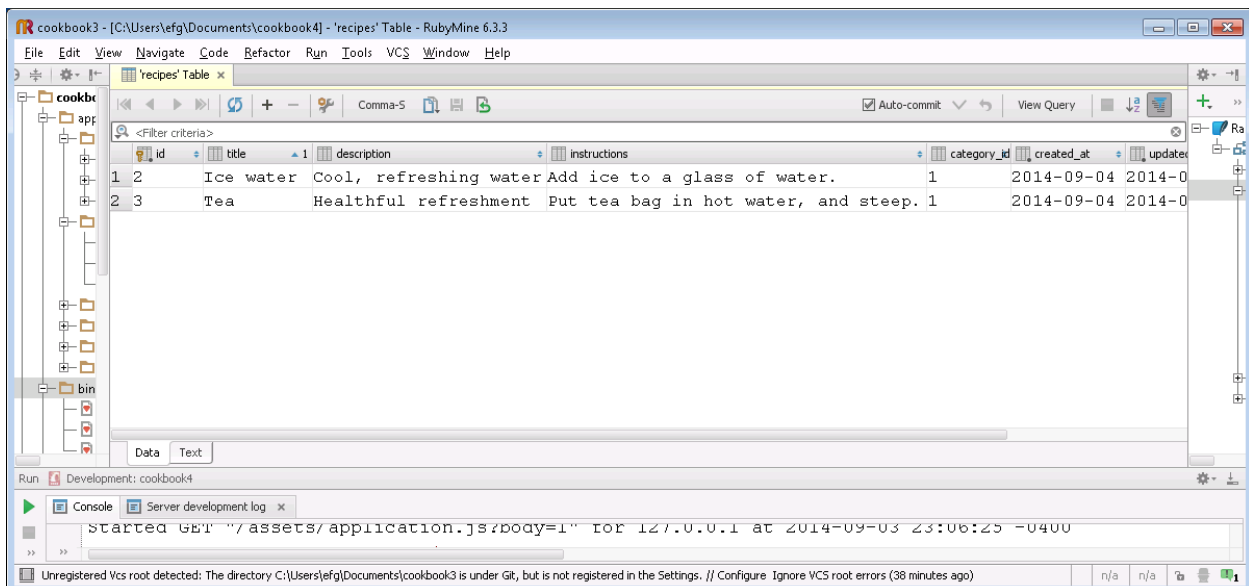 cookbook3 - [C:\Users\efg\Documents\cookbook4] - 'recipes' Table - RubyMine 6.3.3
File Edit View Navigate Code Refactor Run Tools VCS Window Help
'recipes' Table
cookbo
app
bin
Comma-S
Auto-commit
View Query
<Filter criteria>
id title 1 description instructions category_id created_at updated
1 2 Ice water Cool, refreshing water Add ice to a glass of water. 1 2014-09-04 2014-0
2 3 Tea Healthful refreshment Put tea bag in hot water, and steep. 1 2014-09-04 2014-0
Ra
Data Text
Run Development: cookbook4
Console Server development log
Started GET "/assets/application.js?body=1" for 127.0.0.1 at 2014-09-03 23:06:25 -0400
Unregistered Vcs root detected: The directory C:\Users\efg\Documents\cookbook3 is under Git, but is not registered in the Settings. // Configure Ignore VCS root errors (38 minutes ago) n/a n/a